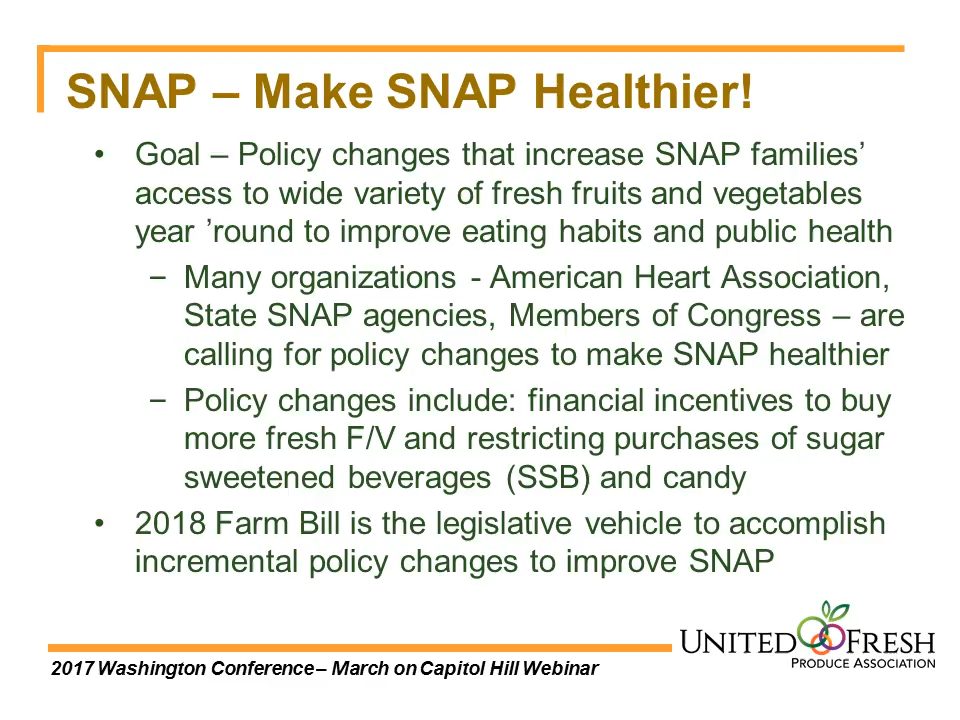 SNAP – Make SNAP Healthier!
• Goal – Policy changes that increase SNAP families’
access to wide variety of fresh fruits and vegetables
year ’round to improve eating habits and public health
– Many organizations - American Heart Association,
State SNAP agencies, Members of Congress – are
calling for policy changes to make SNAP healthier
– Policy changes include: financial incentives to buy
more fresh F/V and restricting purchases of sugar
sweetened beverages (SSB) and candy
• 2018 Farm Bill is the legislative vehicle to accomplish
incremental policy changes to improve SNAP
UNITED FRESH
PRODUCE ASSOCIATION
2017 Washington Conference – March on Capitol Hill Webinar